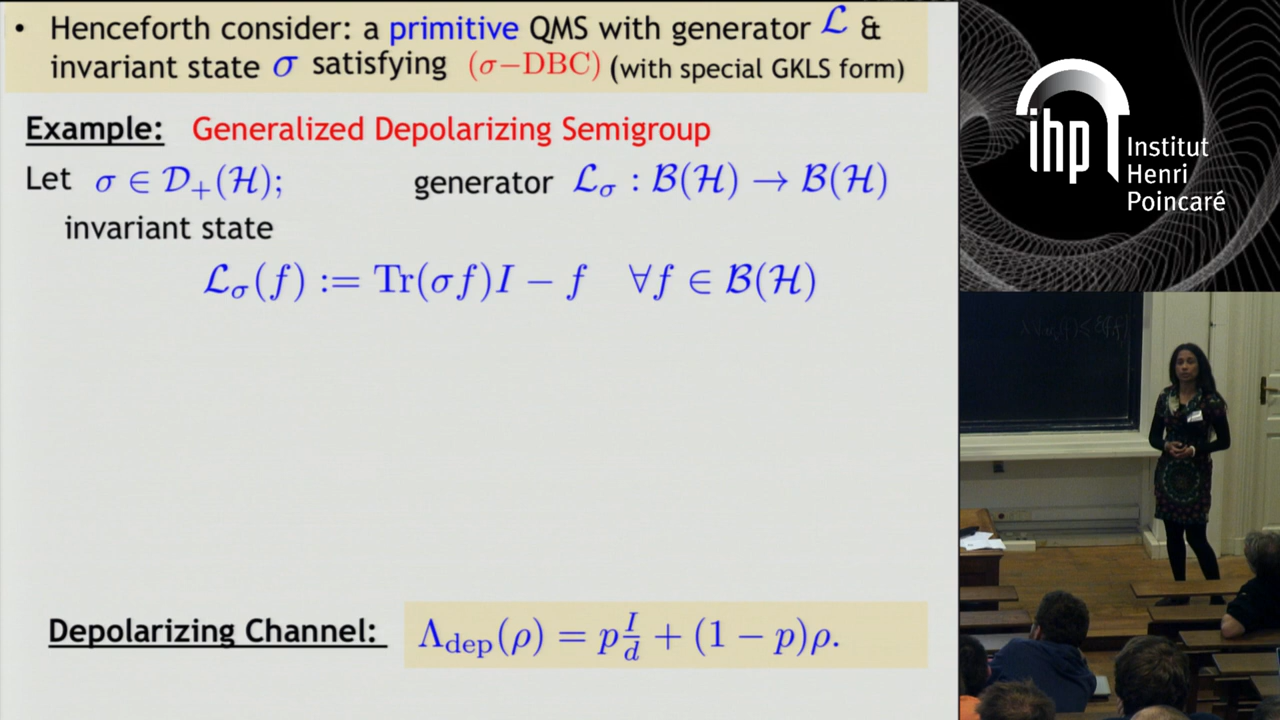 • Henceforth consider: a primitive QMS with generator ℒ &
invariant state σ satisfying (σ−DBC) (with special GKLS form)
Example: Generalized Depolarizing Semigroup
Let σ ∈ 𝒟₊(ℋ); generator ℒ_σ : ℬ(ℋ) → ℬ(ℋ)
invariant state
ℒ_σ(f) := Tr(σf)I − f ∀f ∈ ℬ(ℋ)
Depolarizing Channel: Λ_dep(ρ) = p I/d + (1 − p)ρ.
ihp Institut
Henri
Poincaré